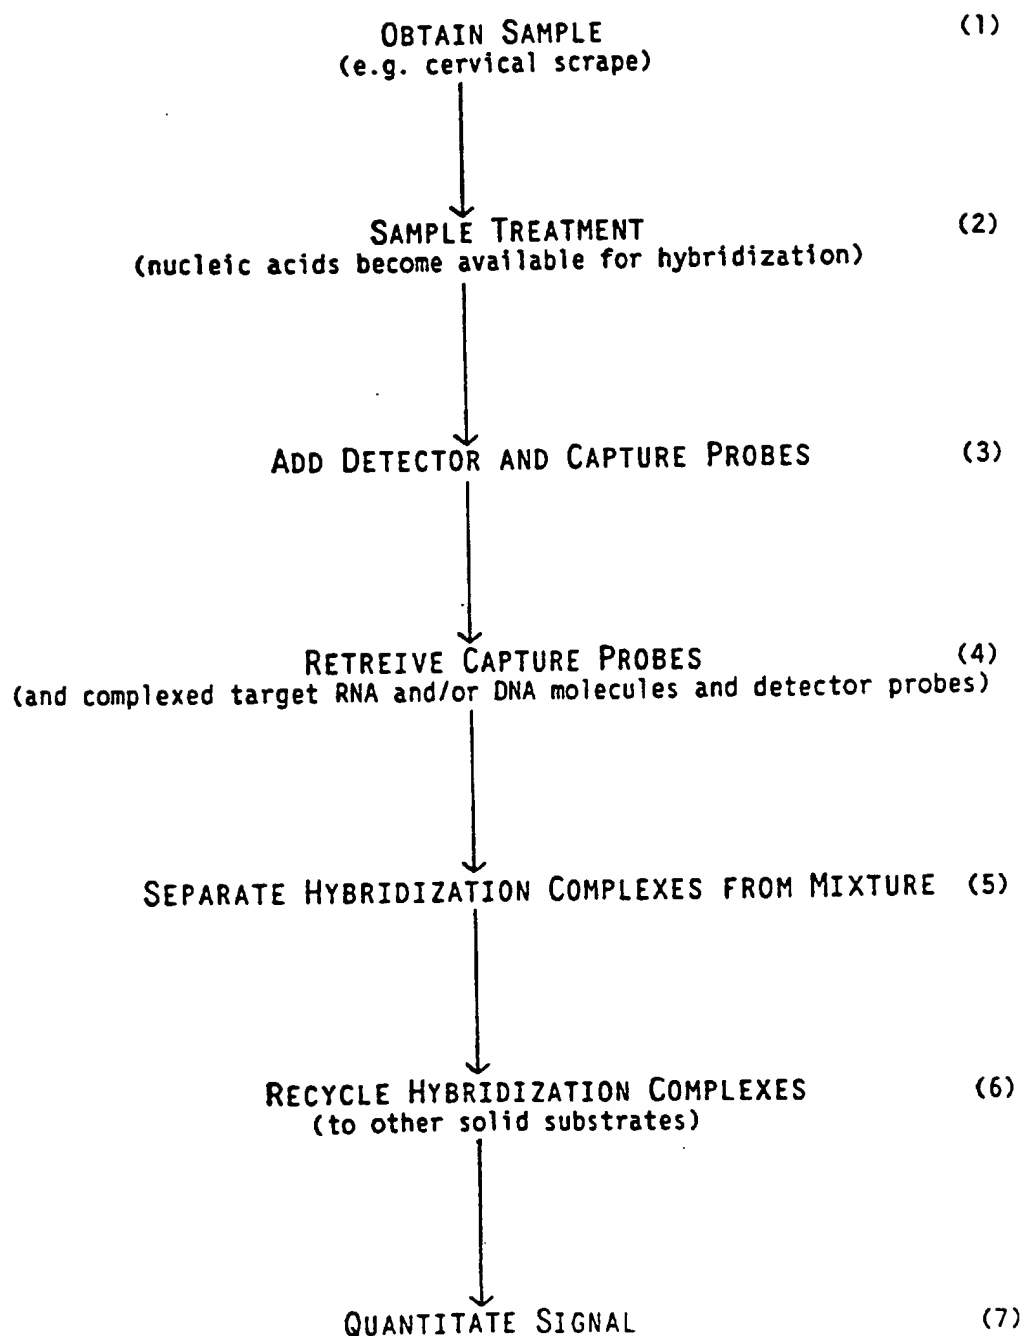 OBTAIN SAMPLE (1)
(e.g. cervical scrape)
SAMPLE TREATMENT (2)
(nucleic acids become available for hybridization)
ADD DETECTOR AND CAPTURE PROBES (3)
RETREIVE CAPTURE PROBES (4)
(and complexed target RNA and/or DNA molecules and detector probes)
SEPARATE HYBRIDIZATION COMPLEXES FROM MIXTURE (5)
RECYCLE HYBRIDIZATION COMPLEXES (6)
(to other solid substrates)
QUANTITATE SIGNAL (7)